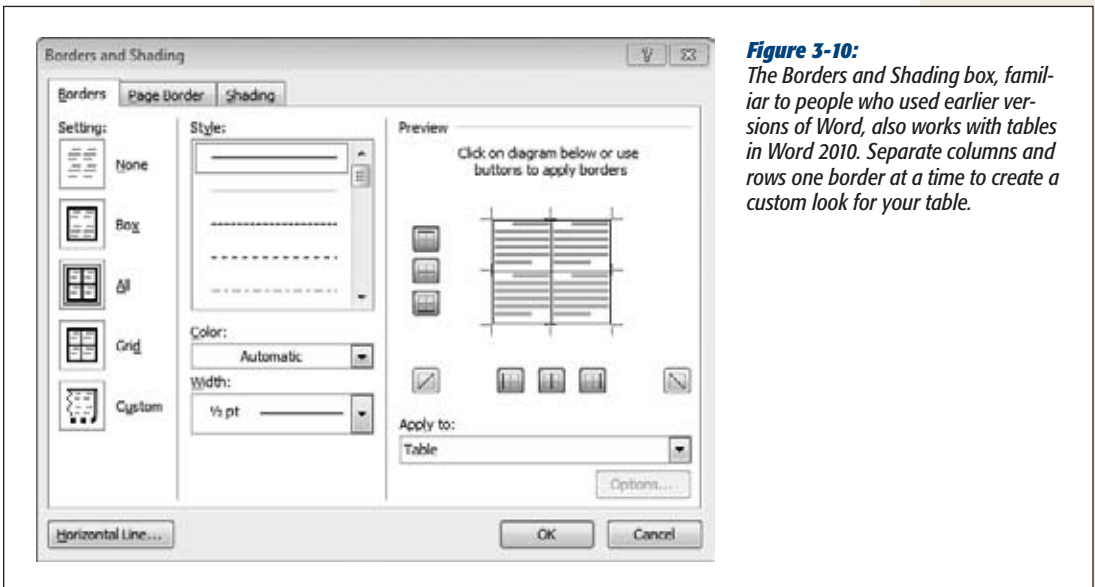 Borders and Shading
Borders
Page Border
Shading
Setting:
None
Box
All
Grid
Custom
Style:
Color:
Automatic
Width:
½ pt
Preview
Click on diagram below or use
buttons to apply borders
Apply to:
Table
Options...
Horizontal Line...
OK
Cancel
Figure 3-10:
The Borders and Shading box, famil-
iar to people who used earlier ver-
sions of Word, also works with tables
in Word 2010. Separate columns and
rows one border at a time to create a
custom look for your table.